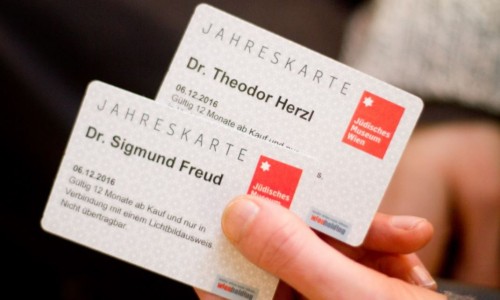 JAHRESKARTE
Dr. Theodor Herzl
06.12.2016
Gültig 12 Monate ab Kauf und nur
s.
Jüdisches
Museum
Wien
JAHRESKARTE
Dr. Sigmund Freud
06.12.2016
Gültig 12 Monate ab Kauf und nur in
Verbindung mit einem Lichtbildausweis
Nicht übertragbar.
Jüdisches
wienholding
wienholding